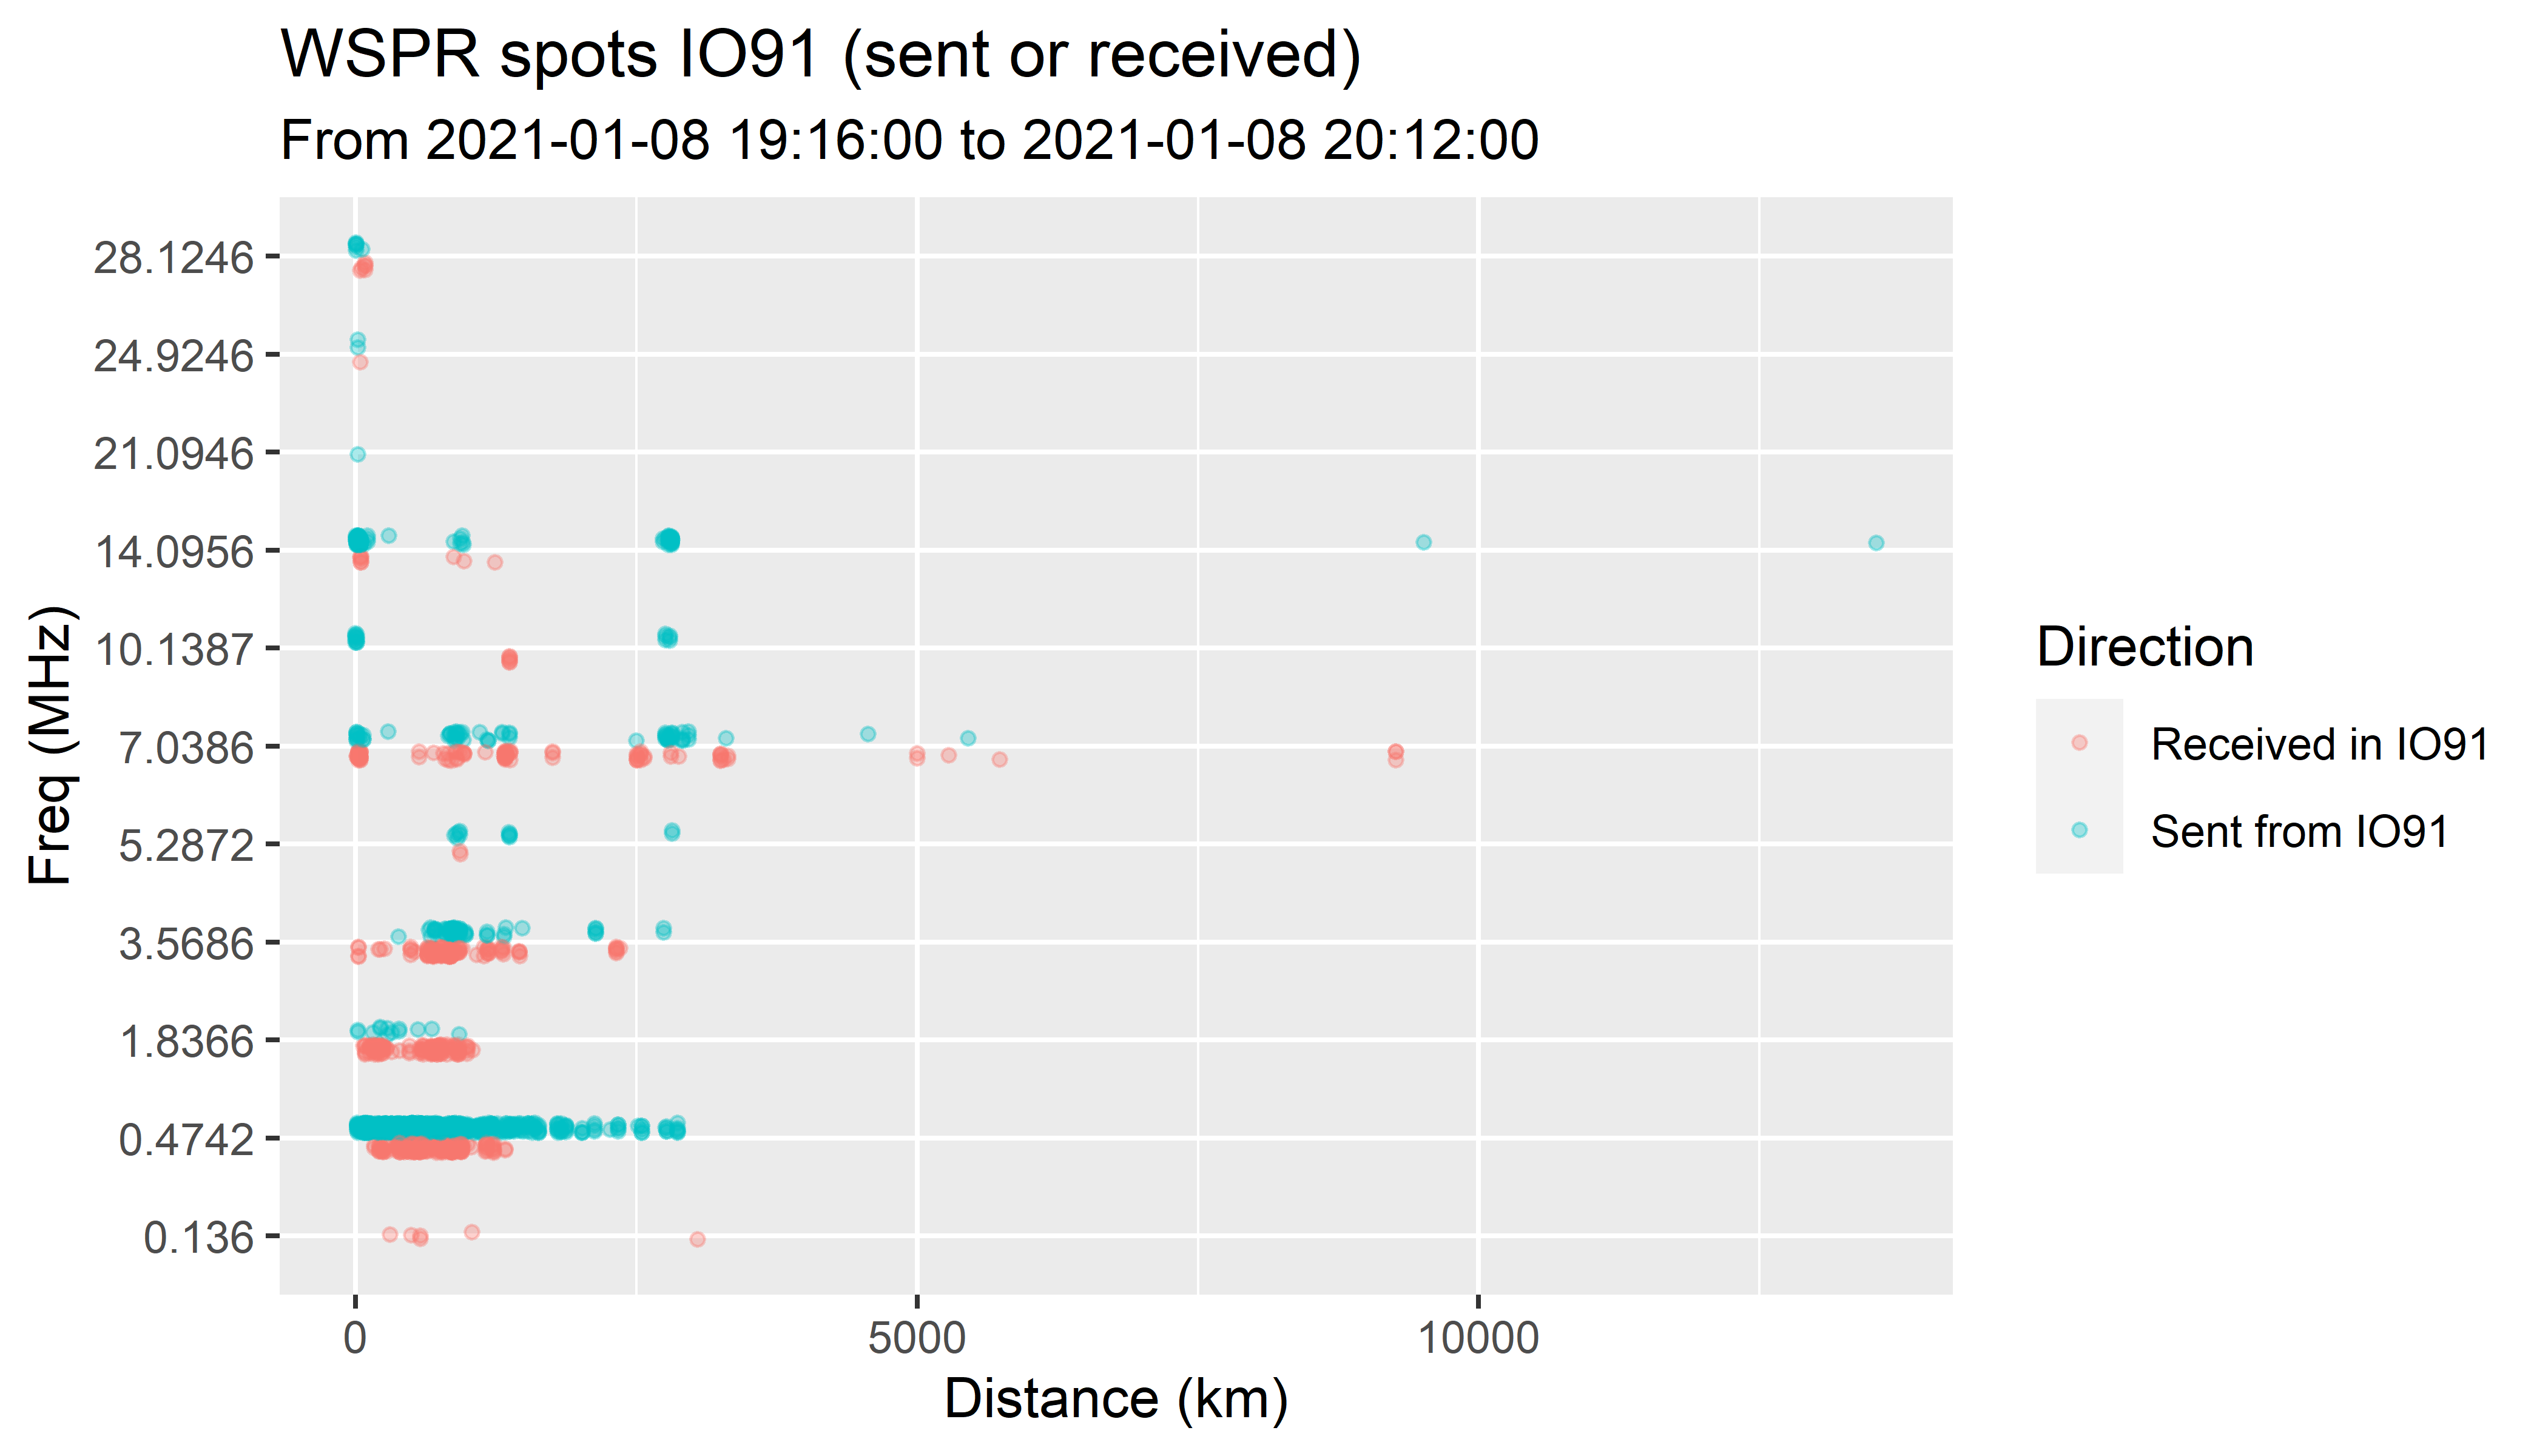 WSPR spots IO91 (sent or received)
From 2021-01-08 19:16:00 to 2021-01-08 20:12:00
Freq (MHz)
28.1246
24.9246
21.0946
14.0956
10.1387
7.0386
5.2872
3.5686
1.8366
0.4742
0.136
0 5000 10000
Distance (km)
Direction
Received in IO91
Sent from IO91